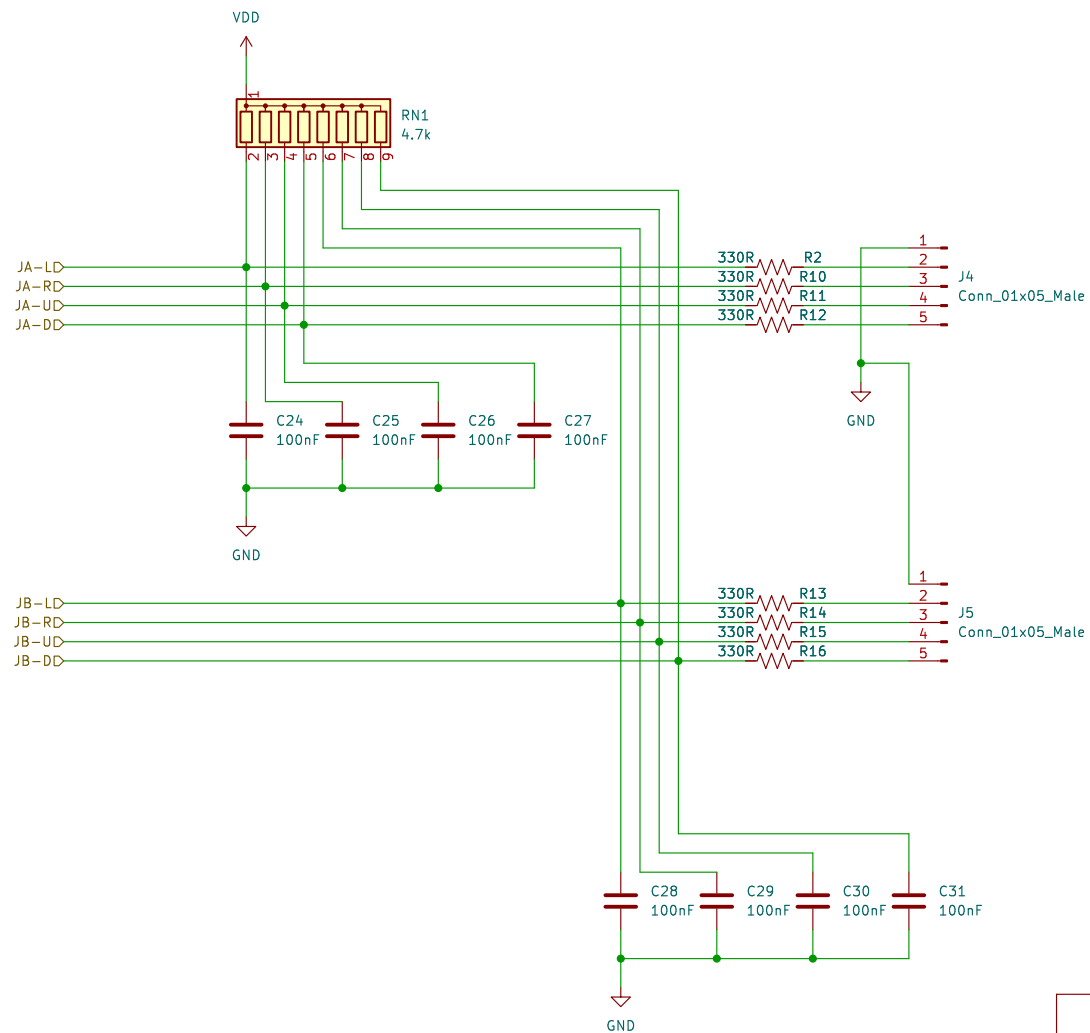 VDD
1
RN1
4.7k
2 3 4 5 6 7 8 9
JA-L 330R R2
JA-R 330R R10
JA-U 330R R11
JA-D 330R R12
1
2
3
4
5
J4
Conn_01x05_Male
GND
C24
100nF
C25
100nF
C26
100nF
C27
100nF
GND
JB-L 330R R13
JB-R 330R R14
JB-U 330R R15
JB-D 330R R16
1
2
3
4
5
J5
Conn_01x05_Male
C28
100nF
C29
100nF
C30
100nF
C31
100nF
GND